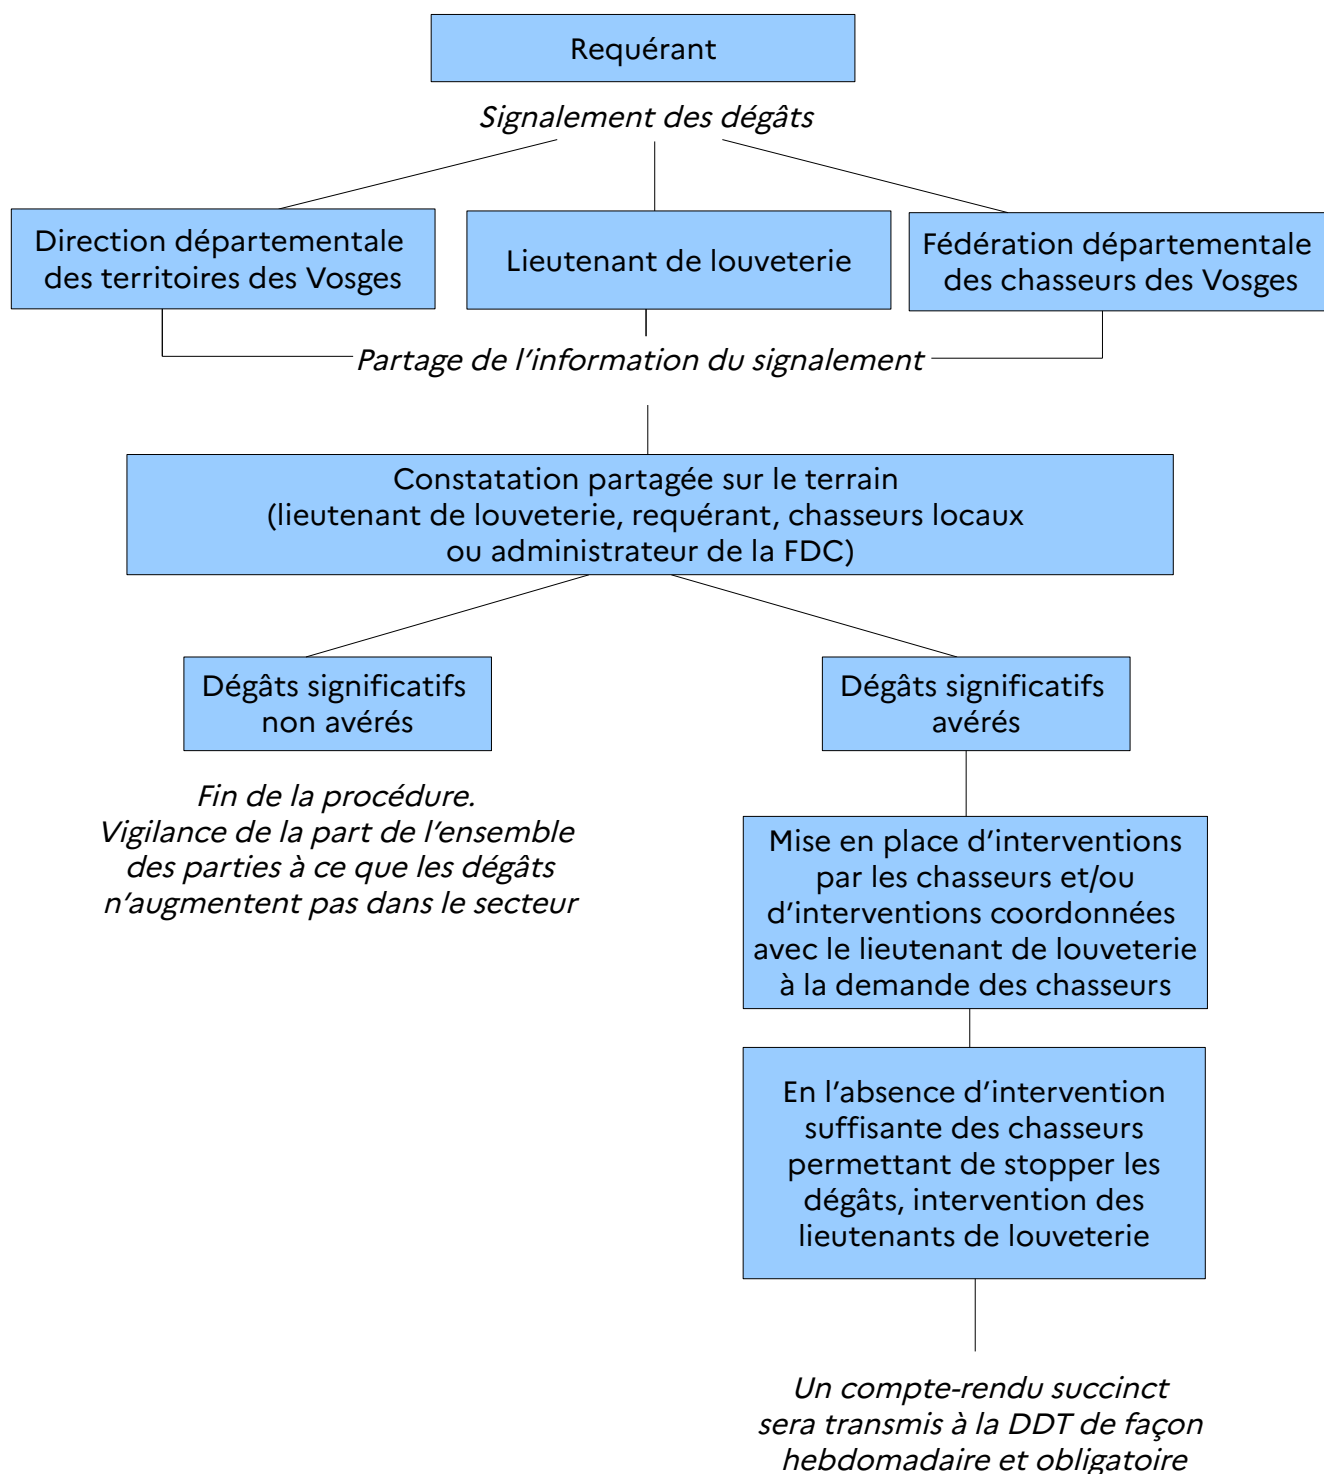 Requérant
Signalement des dégâts
Direction départementale
des territoires des Vosges
Lieutenant de louveterie
Fédération départementale
des chasseurs des Vosges
Partage de l’information du signalement
Constatation partagée sur le terrain
(lieutenant de louveterie, requérant, chasseurs locaux
ou administrateur de la FDC)
Dégâts significatifs
non avérés
Fin de la procédure.
Vigilance de la part de l’ensemble
des parties à ce que les dégâts
n’augmentent pas dans le secteur
Dégâts significatifs
avérés
Mise en place d’interventions
par les chasseurs et/ou
d’interventions coordonnées
avec le lieutenant de louveterie
à la demande des chasseurs
En l’absence d’intervention
suffisante des chasseurs
permettant de stopper les
dégâts, intervention des
lieutenants de louveterie
Un compte-rendu succinct
sera transmis à la DDT de façon
hebdomadaire et obligatoire